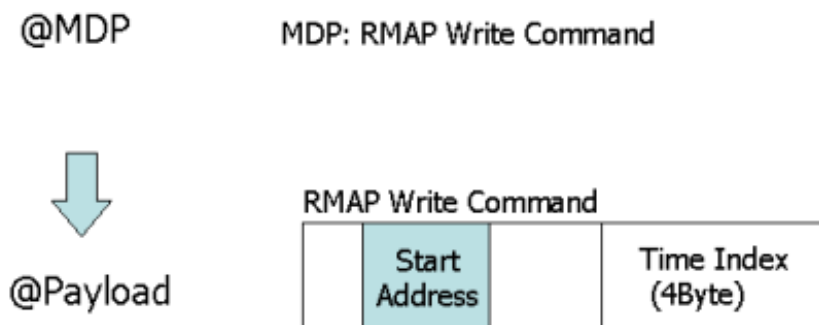 @MDP
MDP: RMAP Write Command
RMAP Write Command
@Payload
Start
Address
Time Index
(4Byte)